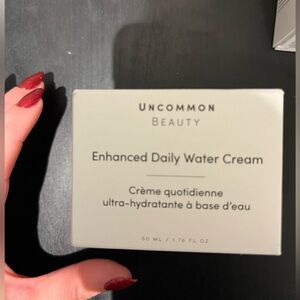 UNCOMMON
BEAUTY
Enhanced Daily Water Cream
Crème quotidienne
ultra-hydratante à base d'eau
50 ML / 1.76 FL OZ